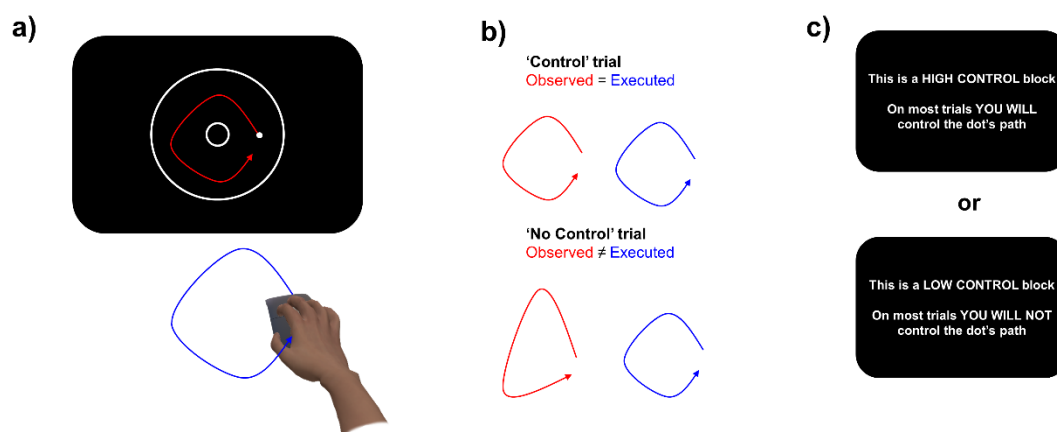 a)
b)
'Control' trial
Observed = Executed
'No Control' trial
Observed ≠ Executed
c)
This is a HIGH CONTROL block
On most trials YOU WILL
control the dot's path
or
This is a LOW CONTROL block
On most trials YOU WILL NOT
control the dot's path